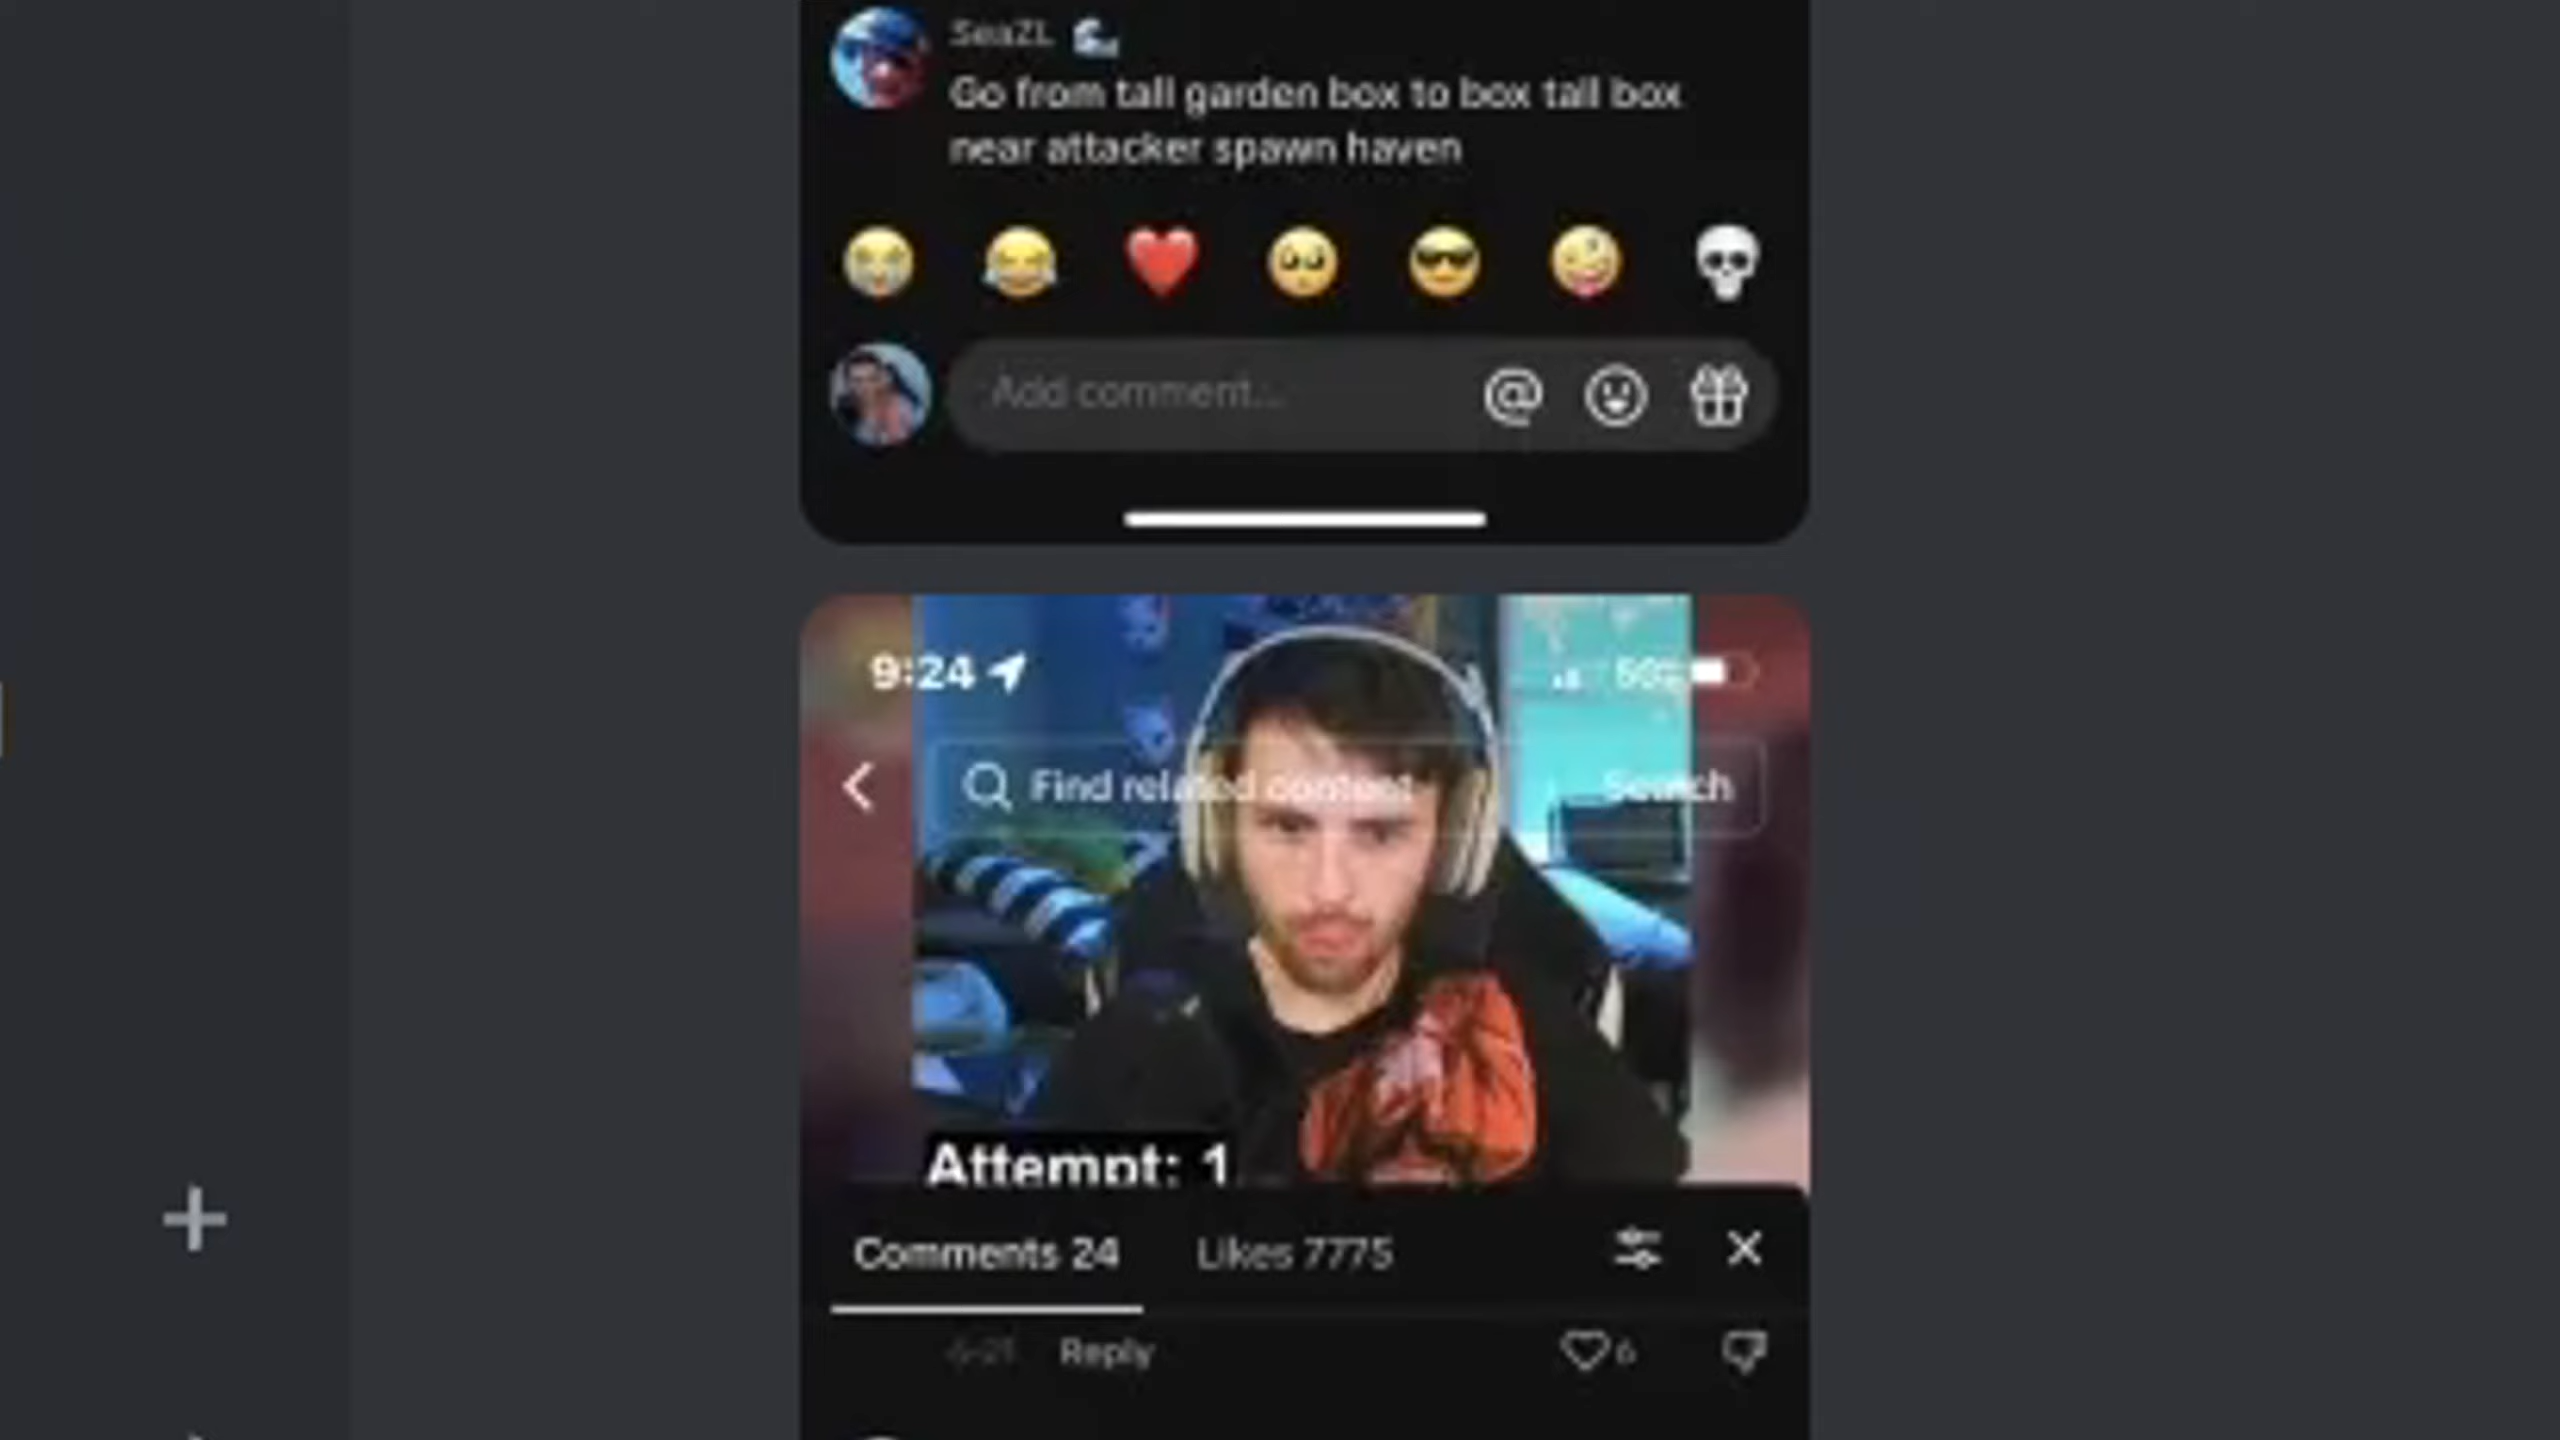 SeaZL
Go from tall garden box to box tall box
near attacker spawn haven
Add comment...
9:24
Find related content
Search
Attempt: 1
Comments 24
Likes 7775
Reply
6